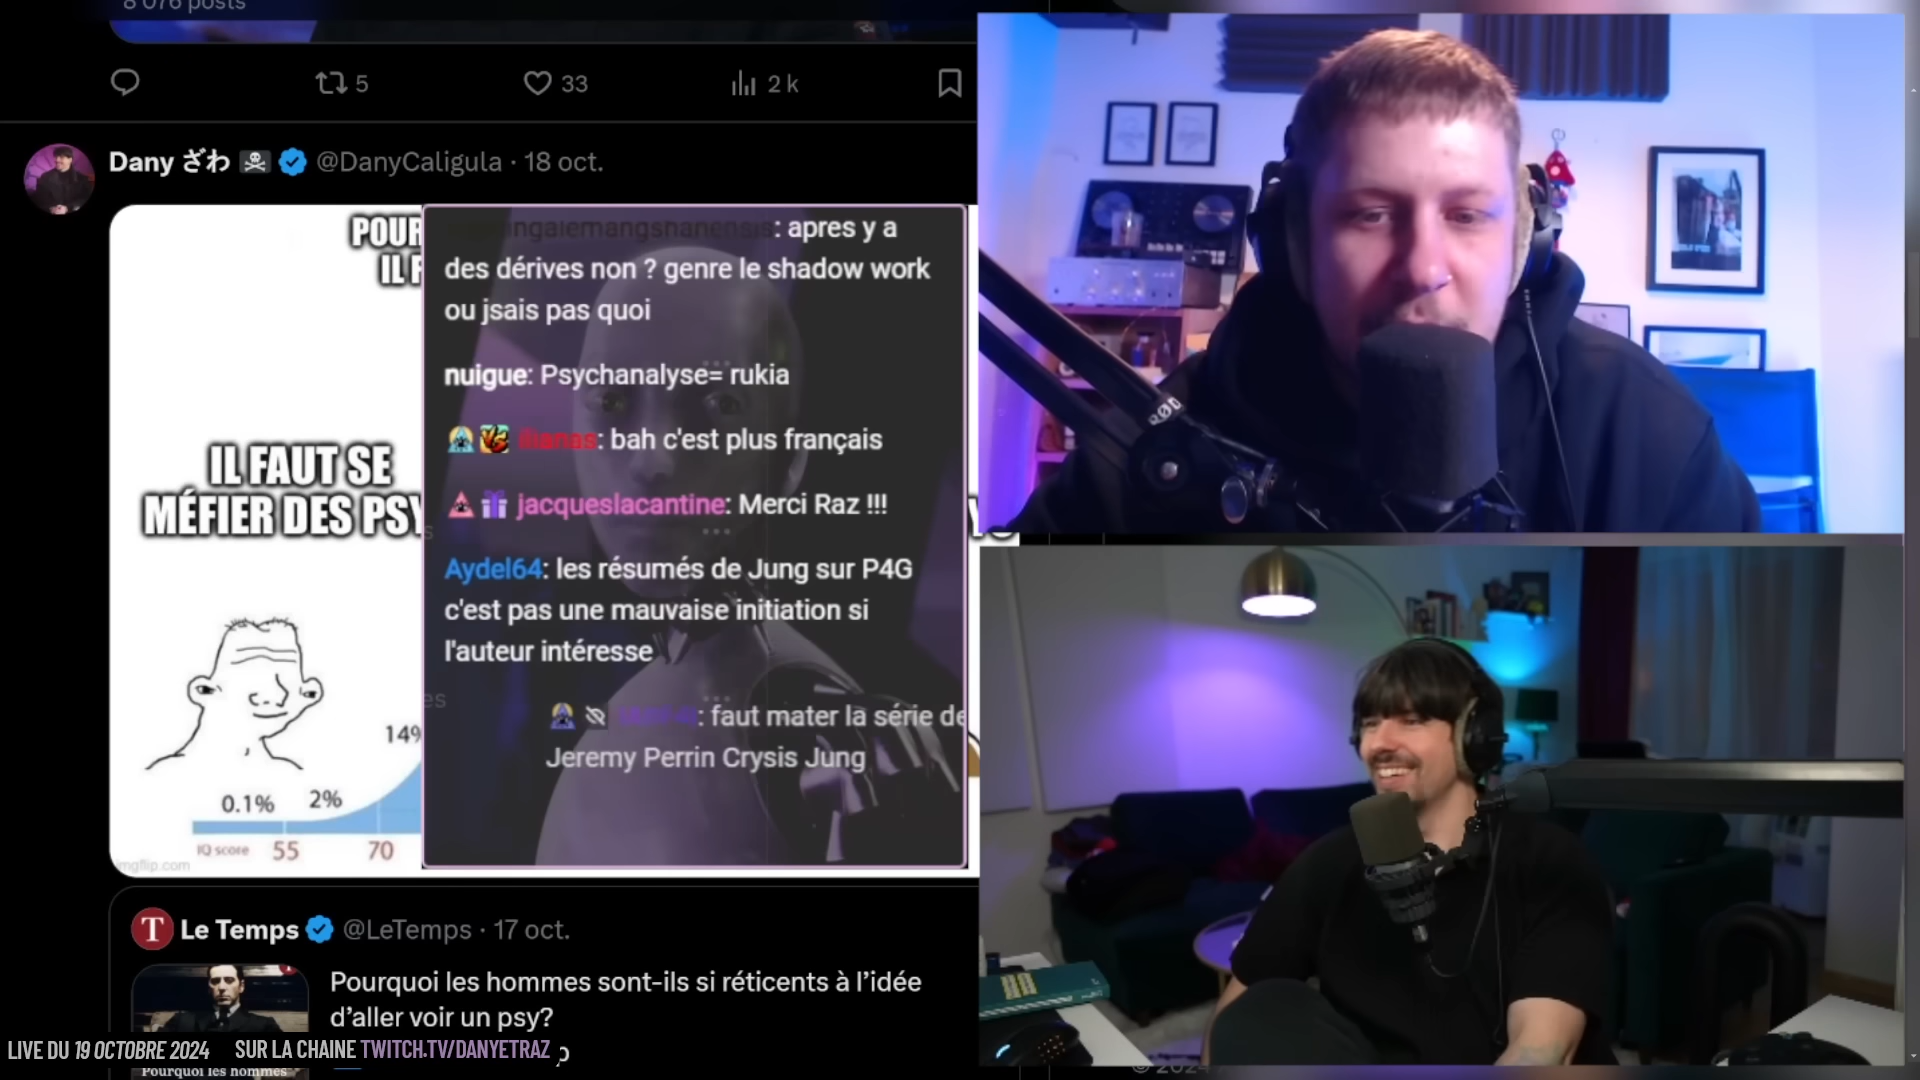 8 076 posts
5
33
2 k
Dany ざわ @DanyCaligula · 18 oct.
POUR
IL F
IL FAUT SE
MÉFIER DES PSY
14%
0.1%
2%
IQ score
55
70
imgflip.com
: apres y a
des dérives non ? genre le shadow work
ou jsais pas quoi
nuigue: Psychanalyse= rukia
ilianas: bah c'est plus français
jacqueslacantine: Merci Raz !!!
Aydel64: les résumés de Jung sur P4G
c'est pas une mauvaise initiation si
l'auteur intéresse
: faut mater la série de
Jeremy Perrin Crysis Jung
RØD
T Le Temps @LeTemps · 17 oct.
Pourquoi les hommes sont-ils si réticents à l'idée
d'aller voir un psy?
LIVE DU 19 OCTOBRE 2024 SUR LA CHAINE TWITCH.TV/DANYETRAZ
Pourquoi les hommes
© 2024